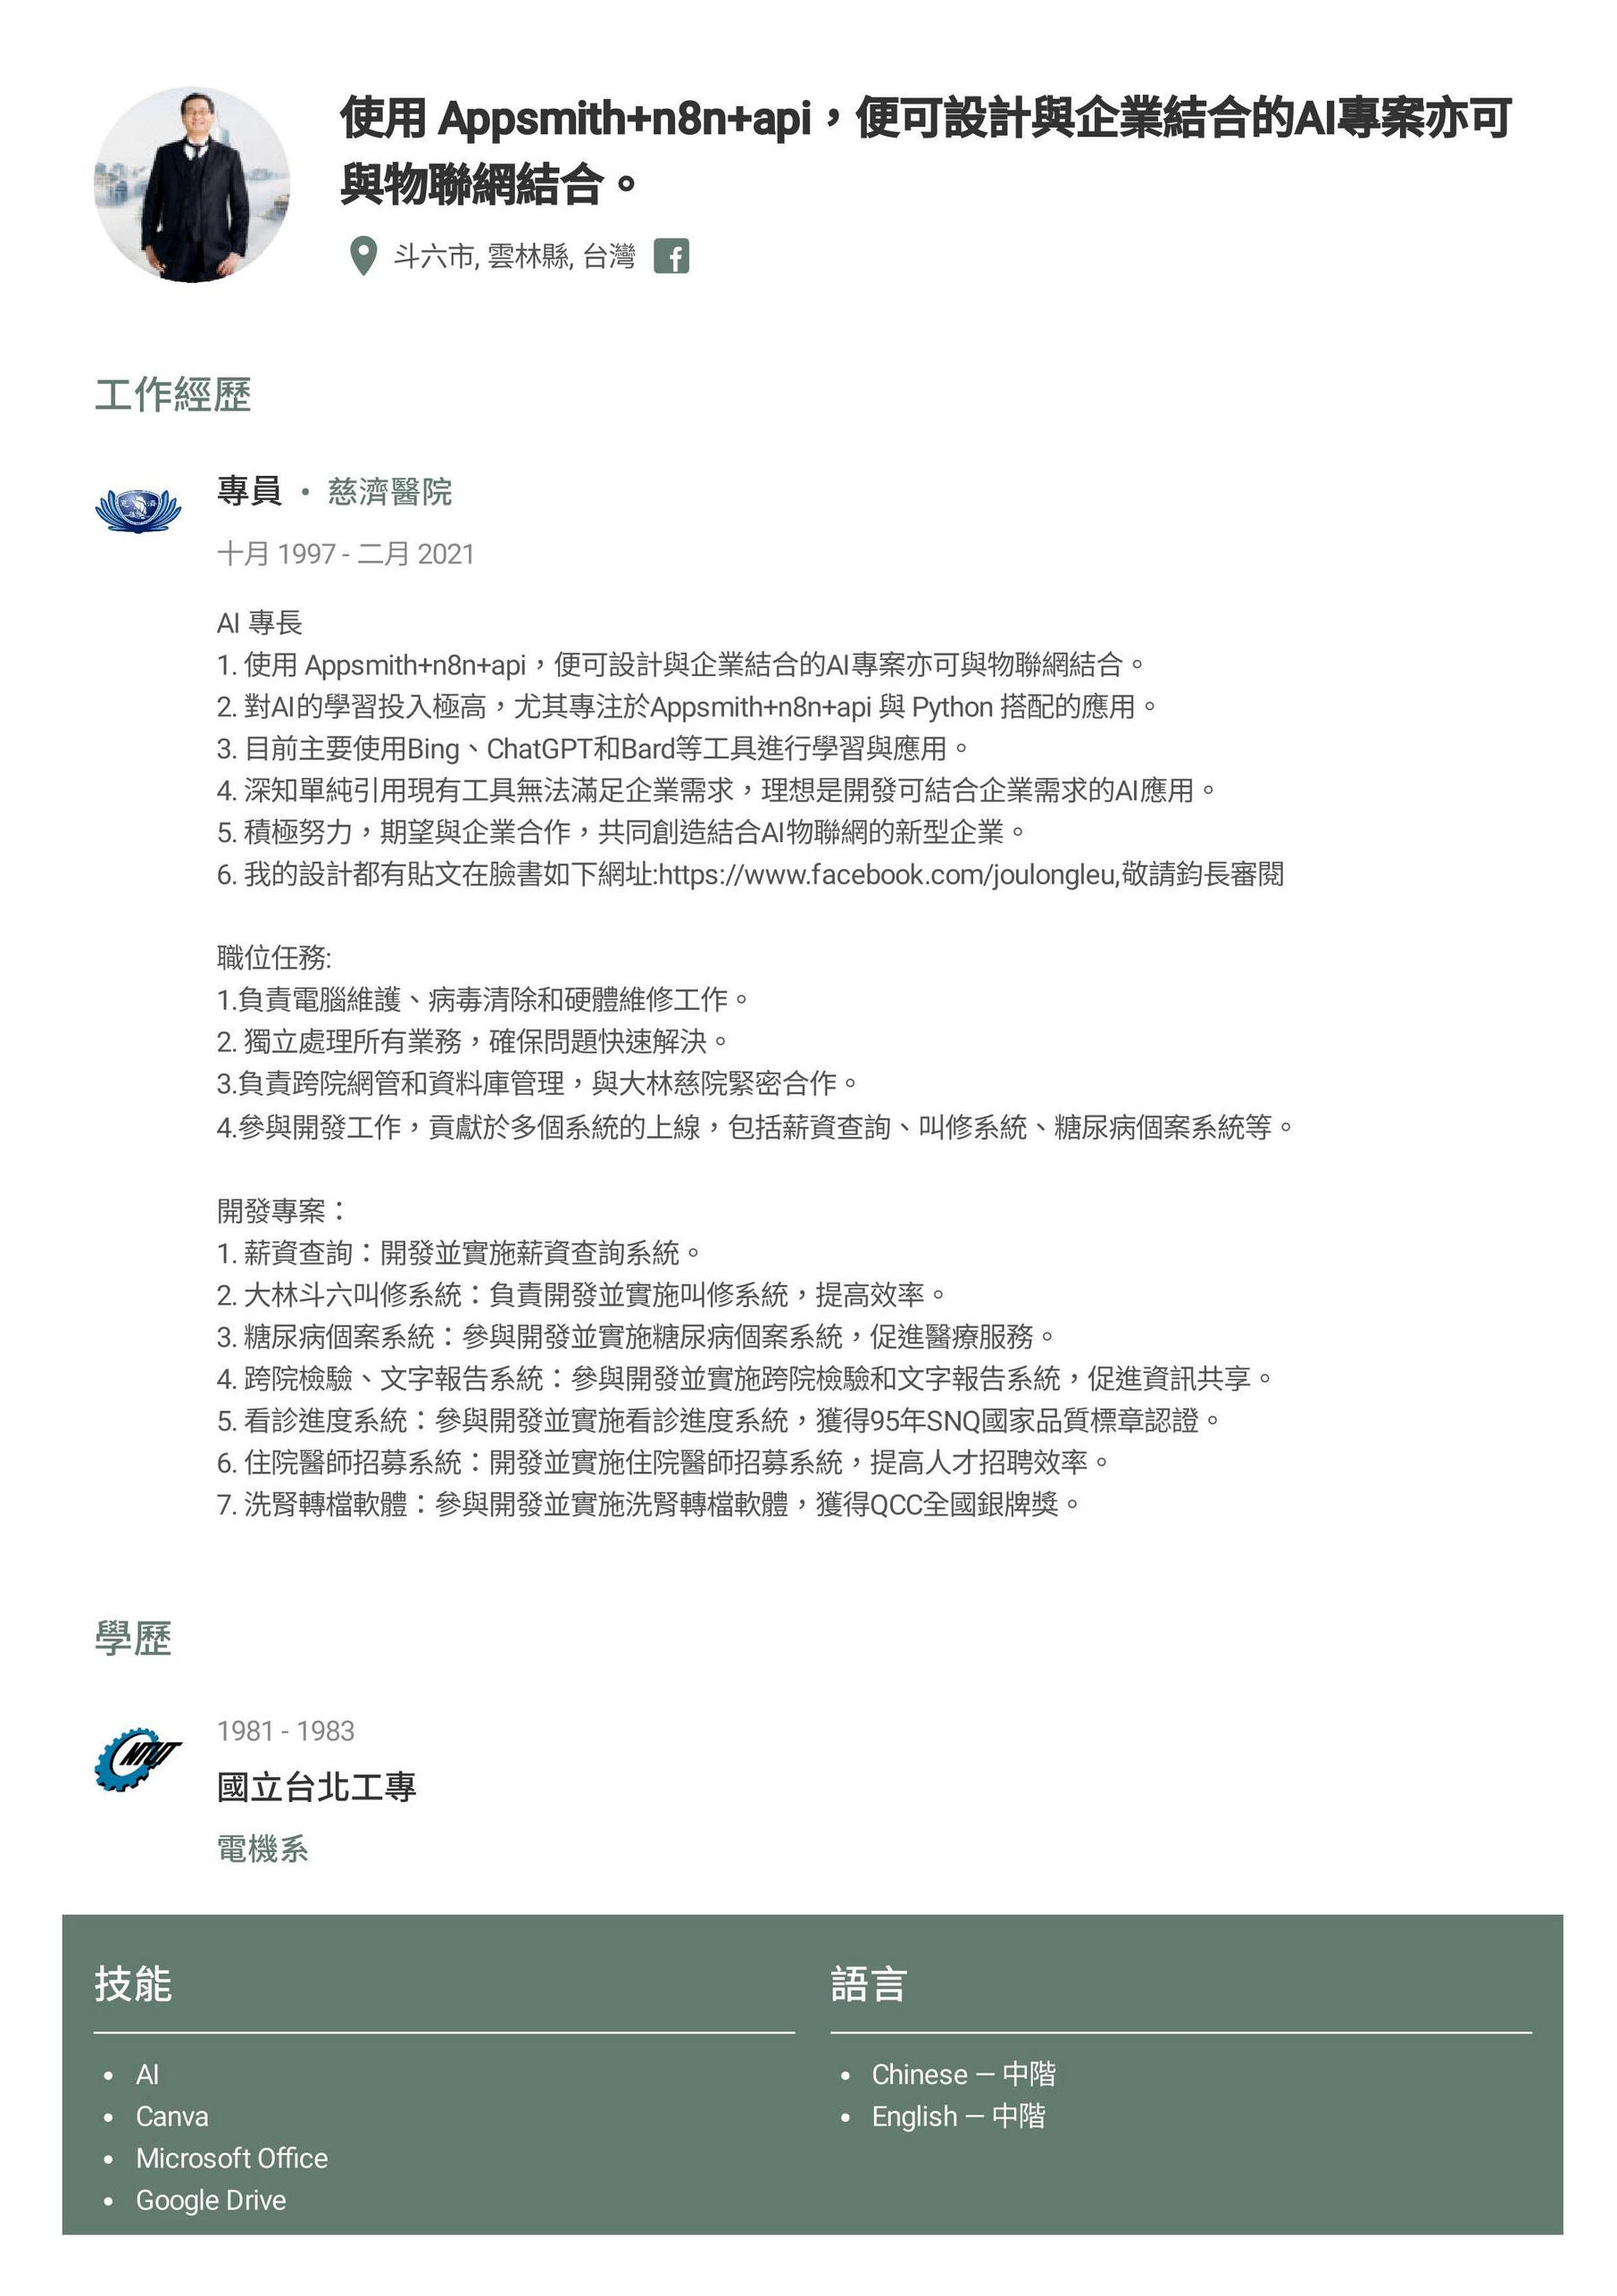 使用 Appsmith+n8n+api，便可設計與企業結合的AI專案亦可
與物聯網結合。
斗六市, 雲林縣, 台灣
工作經歷
專員 • 慈濟醫院
十月 1997 - 二月 2021
AI 專長
1. 使用 Appsmith+n8n+api，便可設計與企業結合的AI專案亦可與物聯網結合。
2. 對AI的學習投入極高，尤其專注於Appsmith+n8n+api 與 Python 搭配的應用。
3. 目前主要使用Bing、ChatGPT和Bard等工具進行學習與應用。
4. 深知單純引用現有工具無法滿足企業需求，理想是開發可結合企業需求的AI應用。
5. 積極努力，期望與企業合作，共同創造結合AI物聯網的新型企業。
6. 我的設計都有貼文在臉書如下網址:https://www.facebook.com/joulongleu,敬請鈞長審閱
職位任務:
1.負責電腦維護、病毒清除和硬體維修工作。
2. 獨立處理所有業務，確保問題快速解決。
3.負責跨院網管和資料庫管理，與大林慈院緊密合作。
4.參與開發工作，貢獻於多個系統的上線，包括薪資查詢、叫修系統、糖尿病個案系統等。
開發專案：
1. 薪資查詢：開發並實施薪資查詢系統。
2. 大林斗六叫修系統：負責開發並實施叫修系統，提高效率。
3. 糖尿病個案系統：參與開發並實施糖尿病個案系統，促進醫療服務。
4. 跨院檢驗、文字報告系統：參與開發並實施跨院檢驗和文字報告系統，促進資訊共享。
5. 看診進度系統：參與開發並實施看診進度系統，獲得95年SNQ國家品質標章認證。
6. 住院醫師招募系統：開發並實施住院醫師招募系統，提高人才招聘效率。
7. 洗腎轉檔軟體：參與開發並實施洗腎轉檔軟體，獲得QCC全國銀牌獎。
學歷
NTUT
1981 - 1983
國立台北工專
電機系
技能
• AI
• Canva
• Microsoft Office
• Google Drive
語言
• Chinese — 中階
• English — 中階